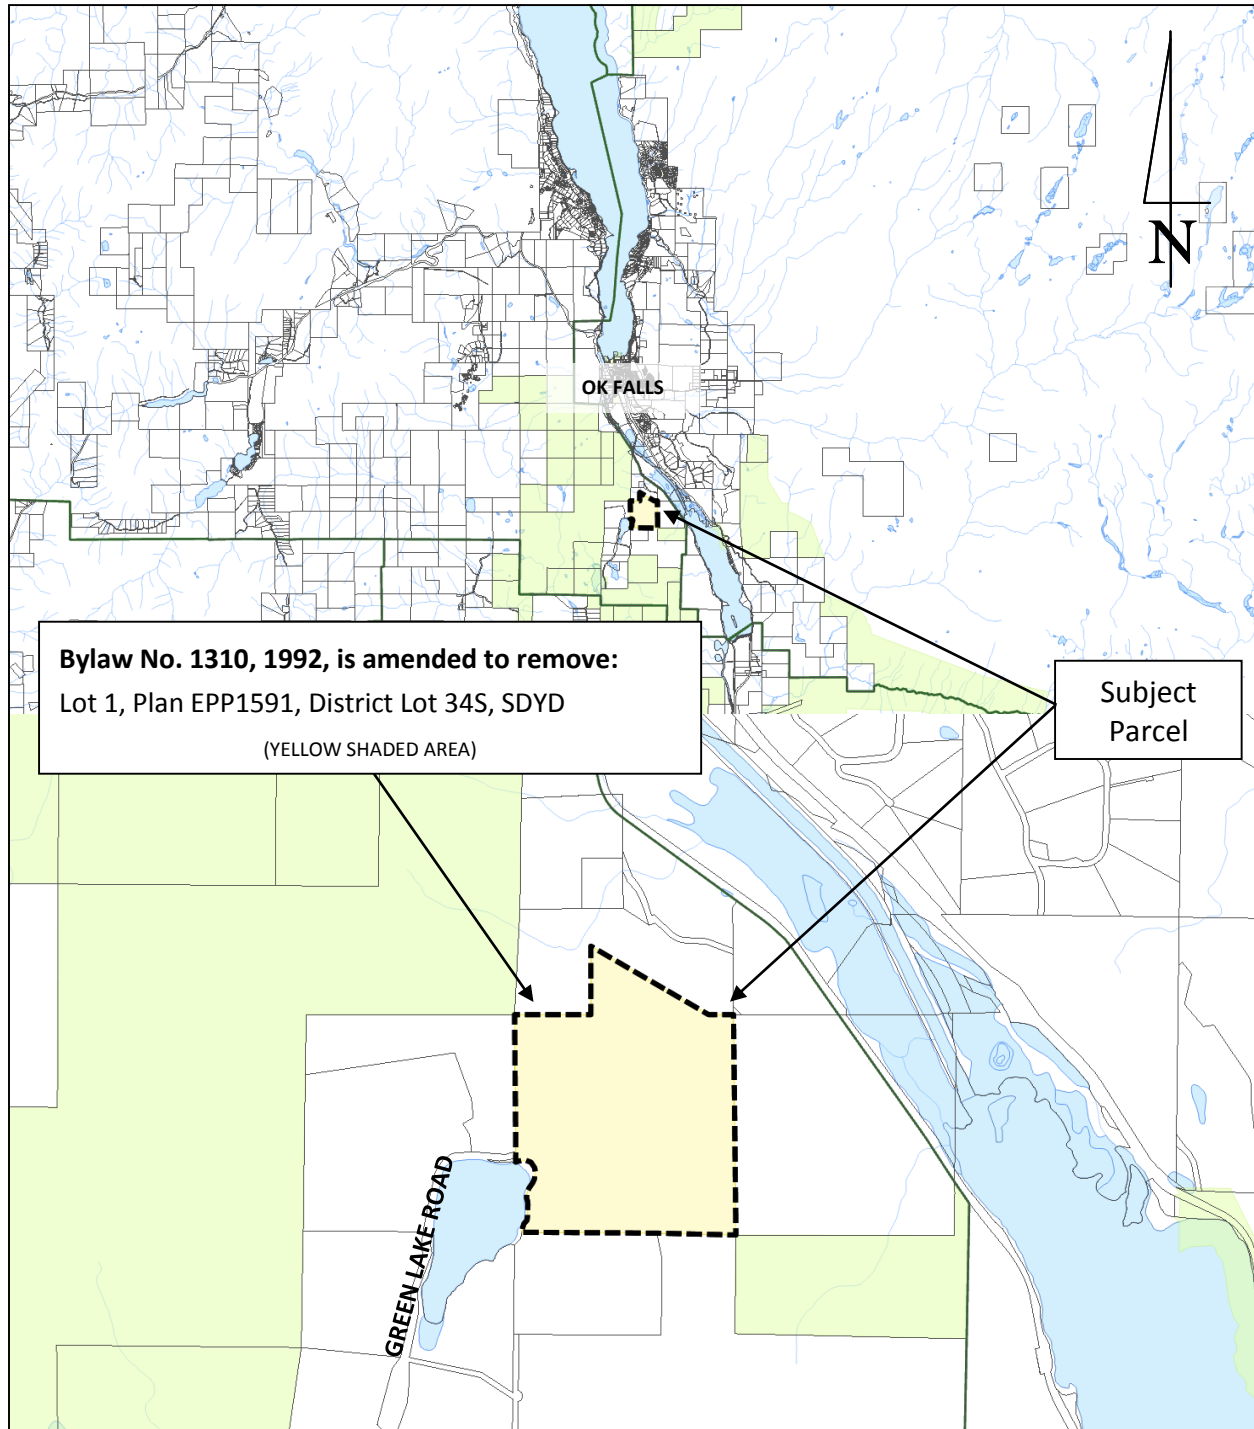 N
OK FALLS
Bylaw No. 1310, 1992, is amended to remove:
Lot 1, Plan EPP1591, District Lot 34S, SDYD
(YELLOW SHADED AREA)
Subject
Parcel
GREEN LAKE ROAD